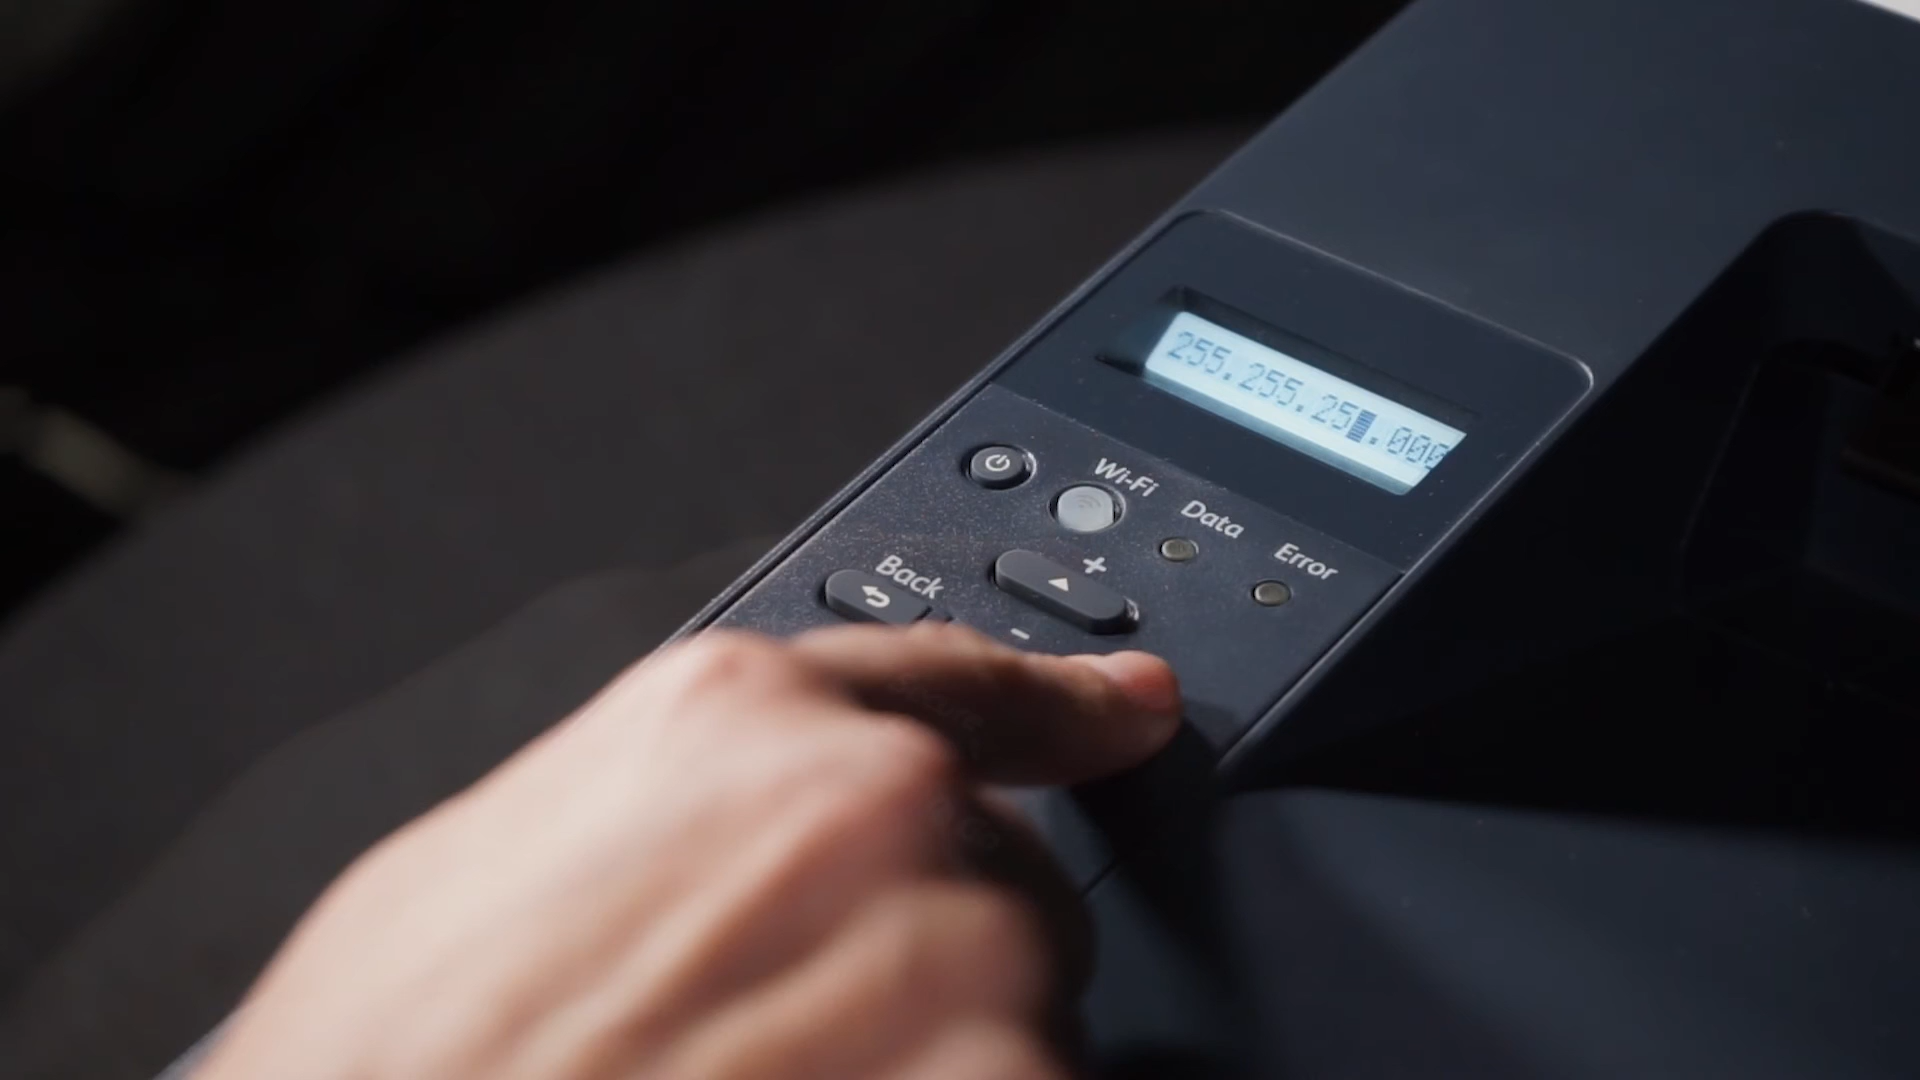 255.255.25█.000
Wi-Fi
Data
Error
+
Back
-